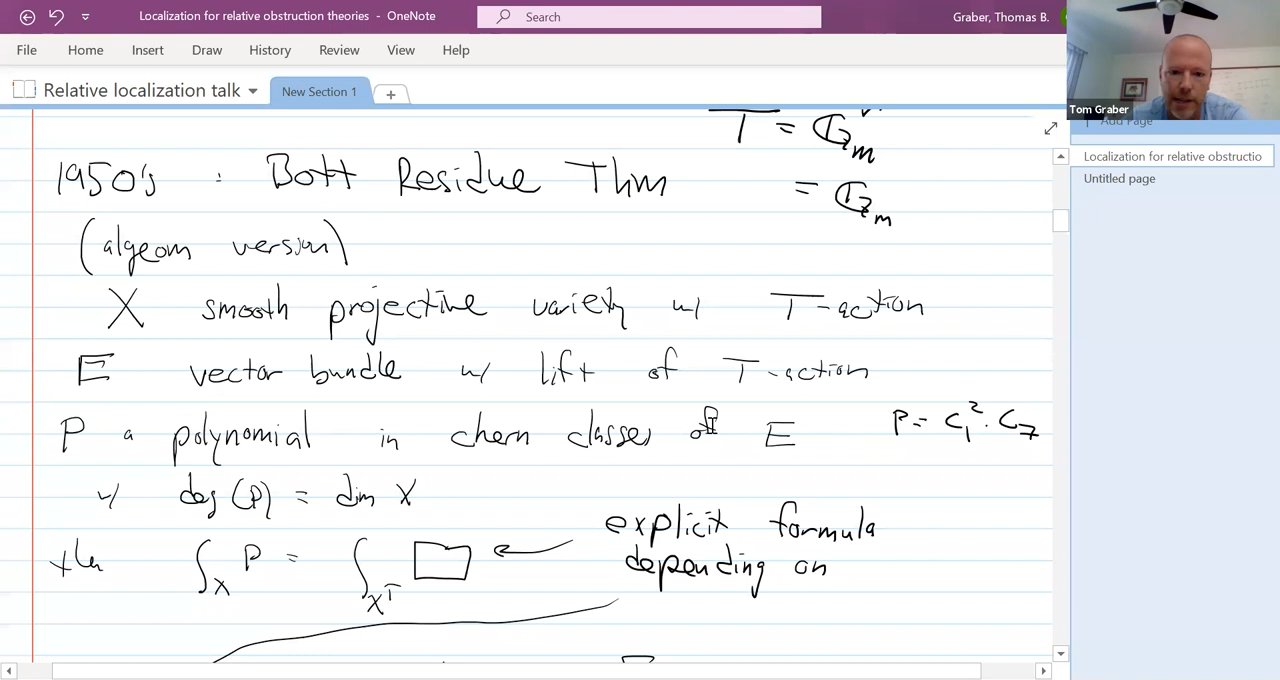 Localization for relative obstruction theories - OneNote
Search
Graber, Thomas B.
File Home Insert Draw History Review View Help
Relative localization talk
New Section 1
Tom Graber
Add Page
Localization for relative obstructio
Untitled page
T = G_m
= G_m
1950's : Bott Residue Thm
(algeom version)
X smooth projective variety w/ T-action
E vector bundle w/ lift of T-action
P a polynomial in chern classes of E
P = C_1^2 · C_7
w/ deg(P) = dim X
then ∫_X P = ∫_{X^T} □
explicit formula
depending on